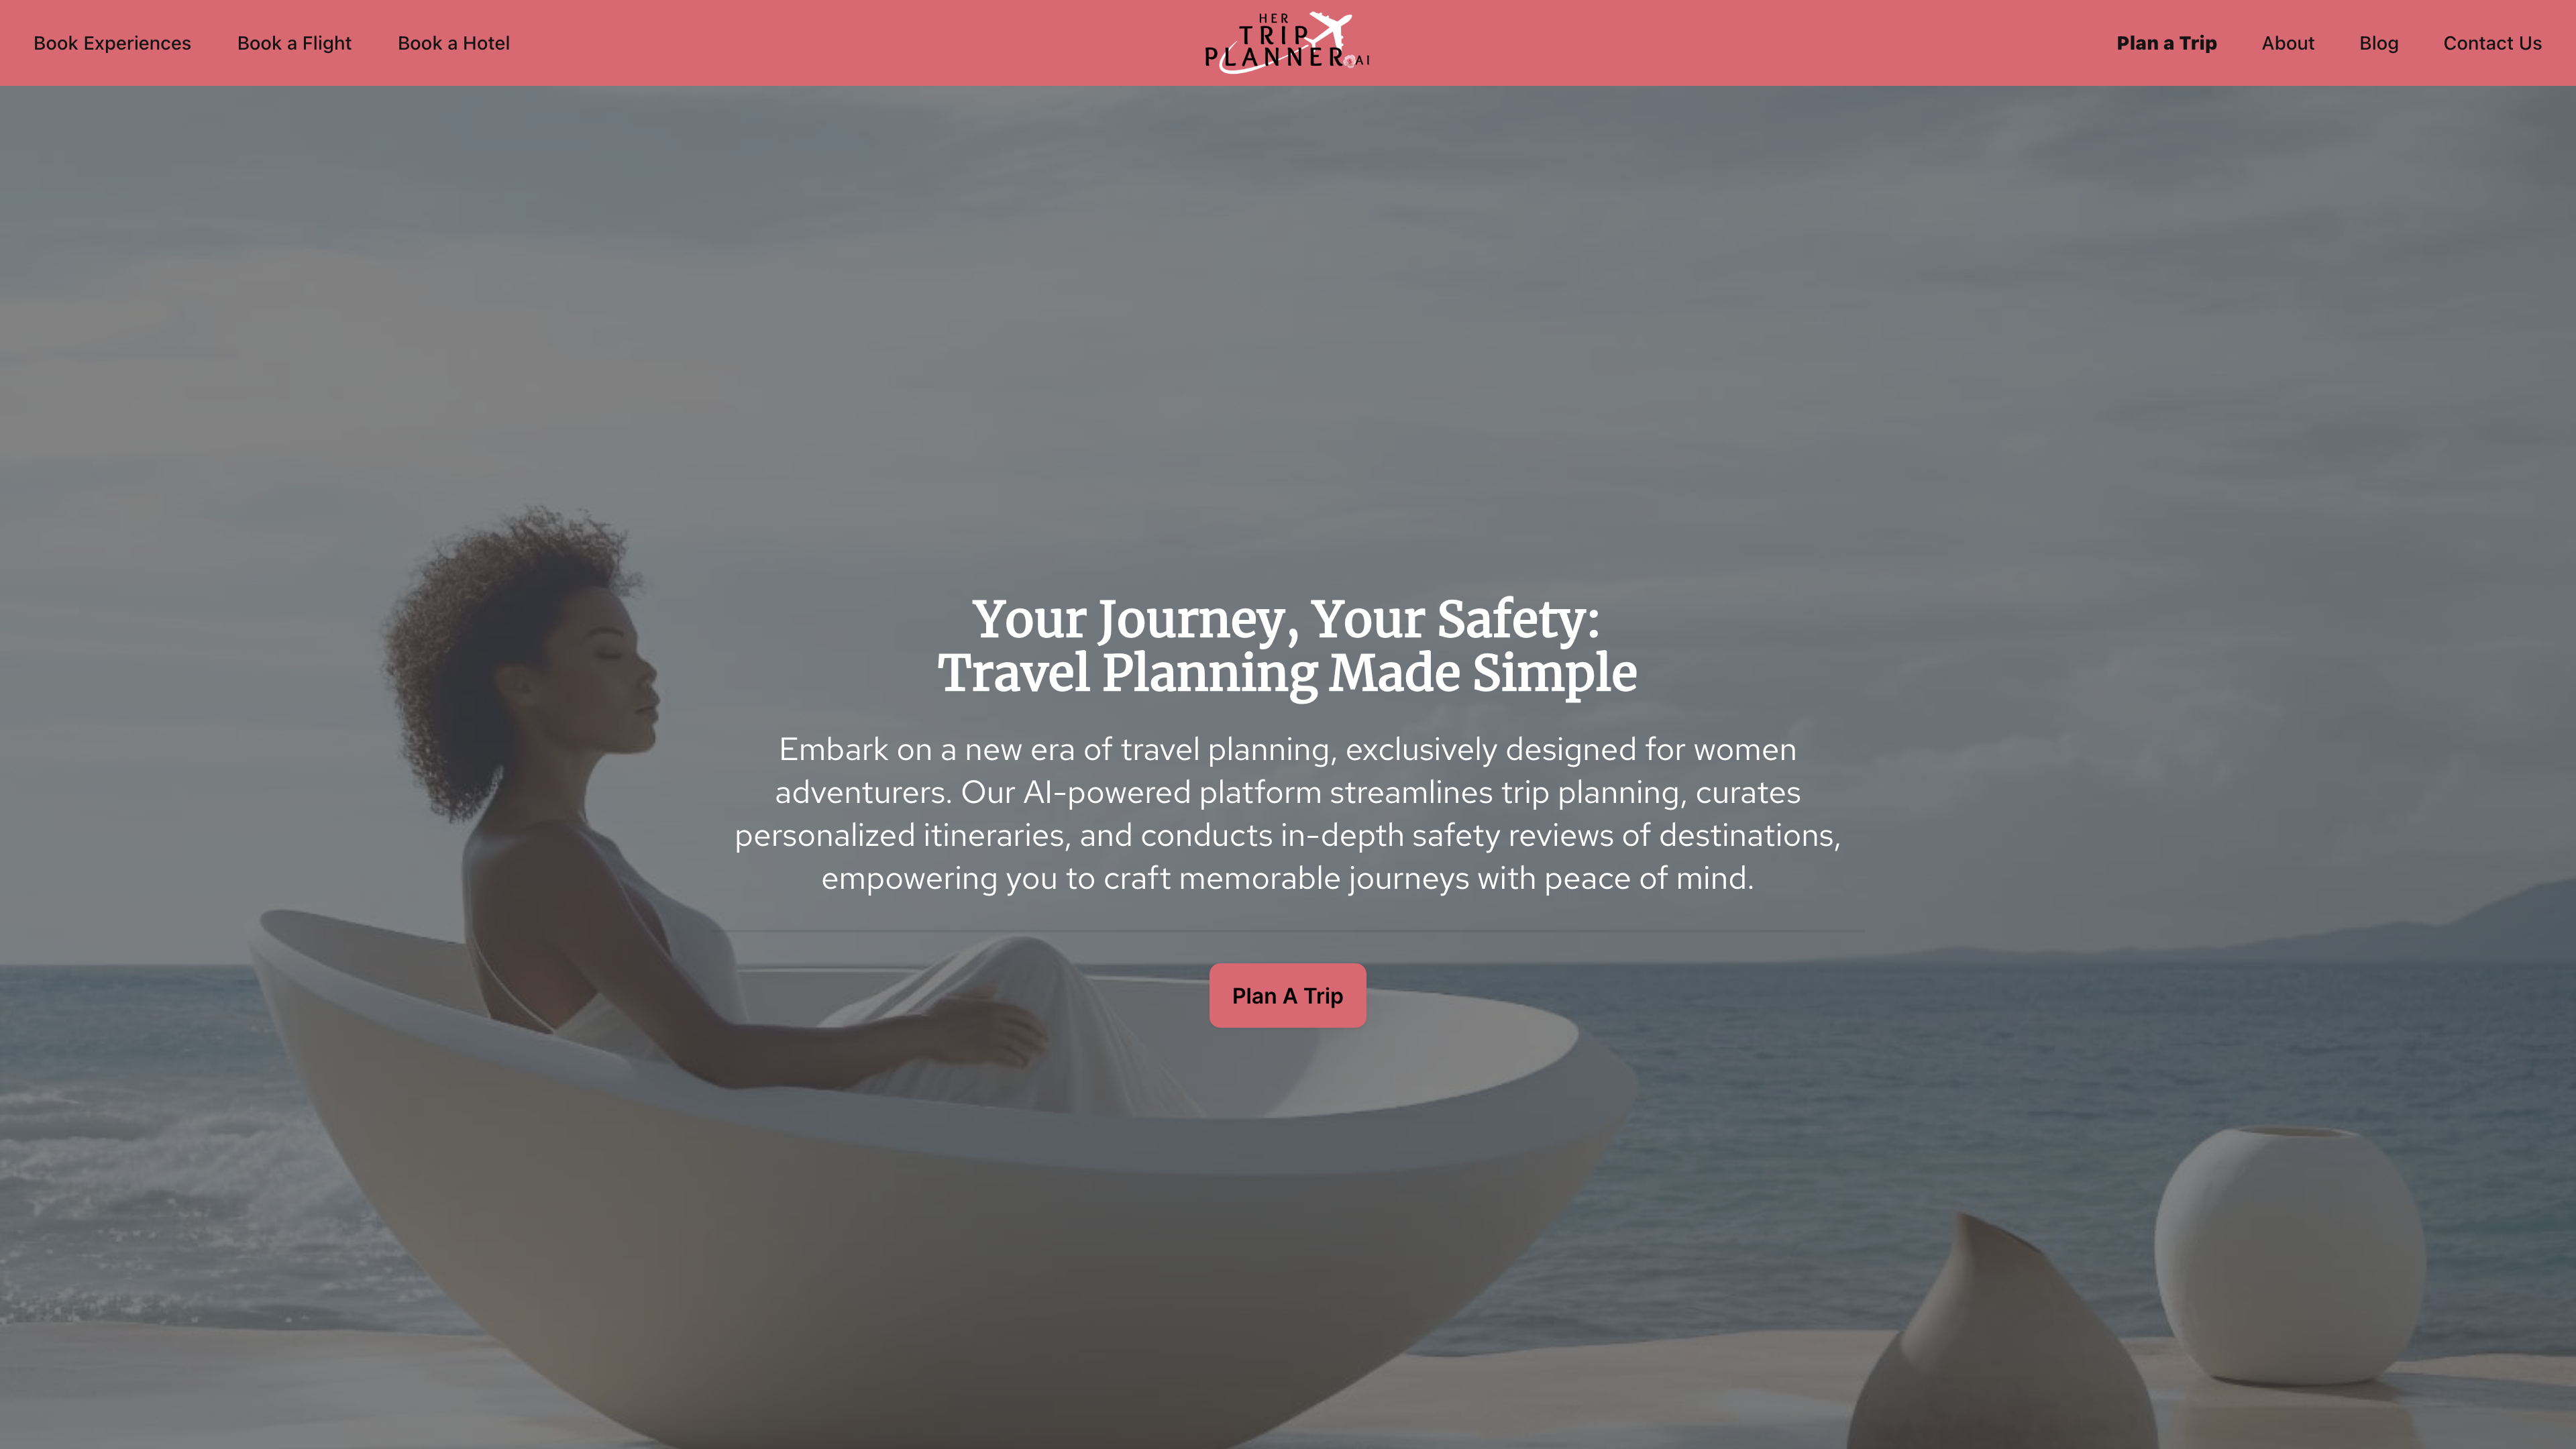 Book Experiences
Book a Flight
Book a Hotel
HER
TRIP
PLANNER.AI
Plan a Trip
About
Blog
Contact Us
Your Journey, Your Safety:
Travel Planning Made Simple
Embark on a new era of travel planning, exclusively designed for women
adventurers. Our AI-powered platform streamlines trip planning, curates
personalized itineraries, and conducts in-depth safety reviews of destinations,
empowering you to craft memorable journeys with peace of mind.
Plan A Trip